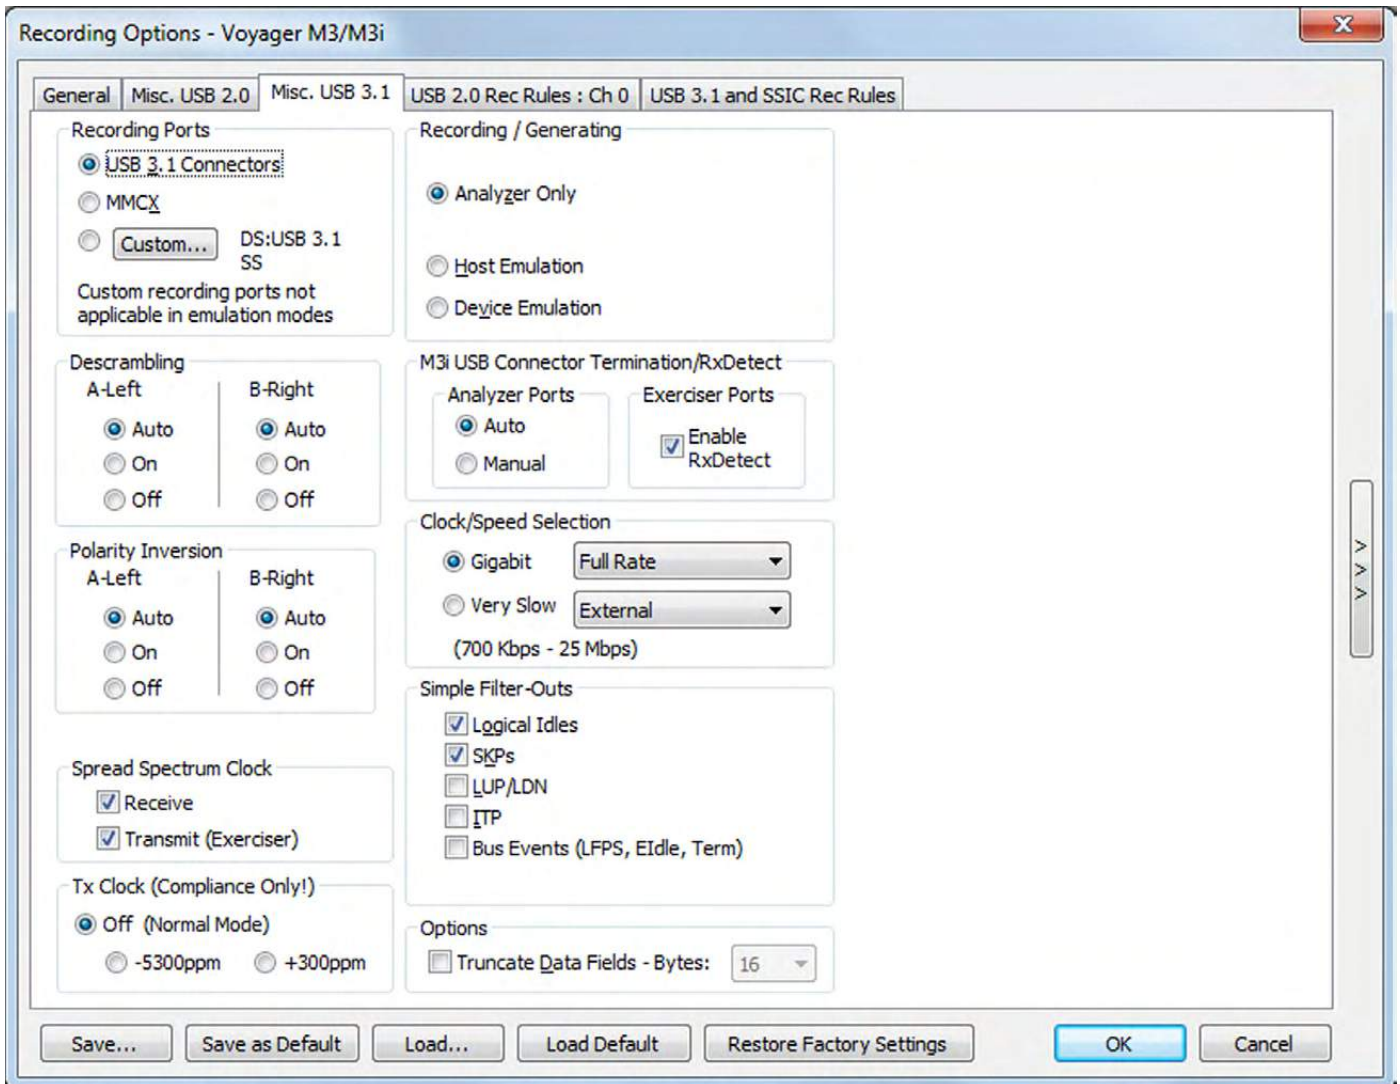 Recording Options - Voyager M3/M3i
X
General Misc. USB 2.0 Misc. USB 3.1 USB 2.0 Rec Rules : Ch 0 USB 3.1 and SSIC Rec Rules
Recording Ports
USB 3.1 Connectors
MMCX
Custom... DS:USB 3.1
SS
Custom recording ports not
applicable in emulation modes
Descrambling
A-Left B-Right
Auto Auto
On On
Off Off
Polarity Inversion
A-Left B-Right
Auto Auto
On On
Off Off
Spread Spectrum Clock
Receive
Transmit (Exerciser)
Tx Clock (Compliance Only!)
Off (Normal Mode)
-5300ppm +300ppm
Recording / Generating
Analyzer Only
Host Emulation
Device Emulation
M3i USB Connector Termination/RxDetect
Analyzer Ports Exerciser Ports
Auto
Manual
Enable
RxDetect
Clock/Speed Selection
Gigabit Full Rate
Very Slow External
(700 Kbps - 25 Mbps)
Simple Filter-Outs
Logical Idles
SKPs
LUP/LDN
ITP
Bus Events (LFPS, EIdle, Term)
Options
Truncate Data Fields - Bytes: 16
>
>
>
Save... Save as Default Load... Load Default Restore Factory Settings OK Cancel